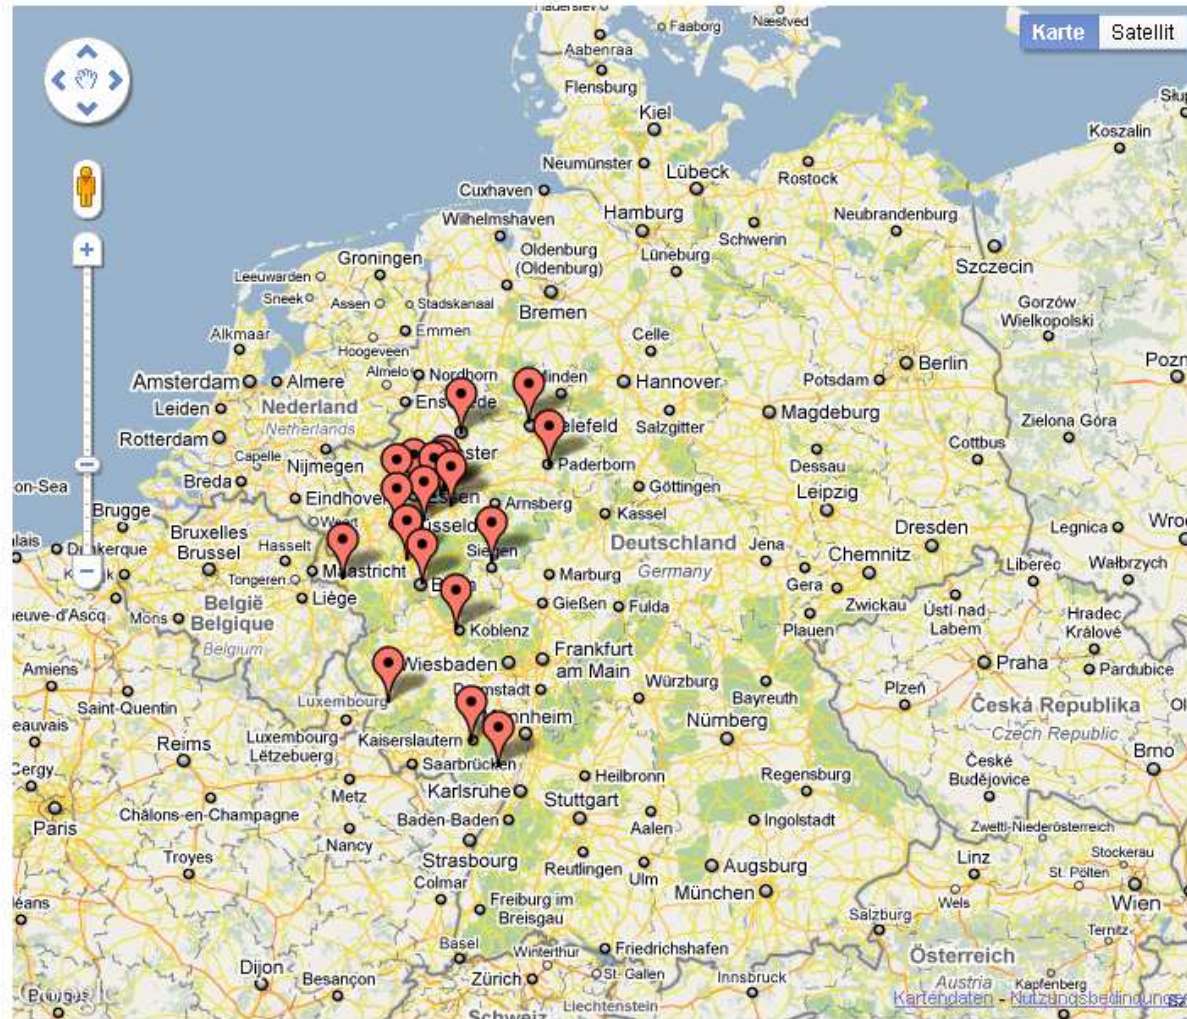 Faaborg
Næstved
Karte
Satellit
Aabenraa
Flensburg
Kiel
Koszalin
Neumünster
Lübeck
Rostock
Cuxhaven
Hamburg
Neubrandenburg
Wilhelmshaven
Schwerin
Oldenburg
(Oldenburg)
Lüneburg
Groningen
Szczecin
Leeuwarden
Sneek
Assen
Stadskanaal
Bremen
Gorzów
Wielkopolski
Emmen
Alkmaar
Celle
Hoogeveen
Berlin
Almelo
Nordhorn
Amsterdam
Almere
Hannover
Potsdam
Leiden
Nederland
Netherlands
Salzgitter
Magdeburg
Zielona Góra
Rotterdam
Cottbus
Capelle
Nijmegen
Paderborn
Dessau
Breda
Göttingen
Leipzig
Arnsberg
Brugge
Kassel
Bruxelles
Brussel
Hasselt
Siegen
Deutschland
Germany
Jena
Dresden
Legnica
Chemnitz
Tongeren
Maastricht
Marburg
Gera
Liberec
Wałbrzych
België
Belgique
Belgium
Liège
Gießen
Fulda
Zwickau
Ústí nad
Labem
Hradec
Králové
Mons
Plauen
Koblenz
Amiens
Wiesbaden
Frankfurt
am Main
Praha
Pardubice
Saint-Quentin
Luxembourg
Würzburg
Bayreuth
Plzeň
Česká Republika
Czech Republic
Reims
Luxembourg
Lëtzebuerg
Kaiserslautern
Nürnberg
Brno
Saarbrücken
Heilbronn
Regensburg
České
Budějovice
Metz
Karlsruhe
Stuttgart
Paris
Châlons-en-Champagne
Baden-Baden
Aalen
Ingolstadt
Zwettl-Niederösterreich
Nancy
Strasbourg
Troyes
Reutlingen
Ulm
Augsburg
Linz
Stockerau
St. Pölten
Colmar
München
Wels
Wien
Freiburg im
Breisgau
Salzburg
Ternitz
Basel
Winterthur
Friedrichshafen
Österreich
Austria
Dijon
Besançon
Zürich
St. Gallen
Innsbruck
Kapfenberg
Liechtenstein
Kartendaten - Nutzungsbedingungen
Schweiz